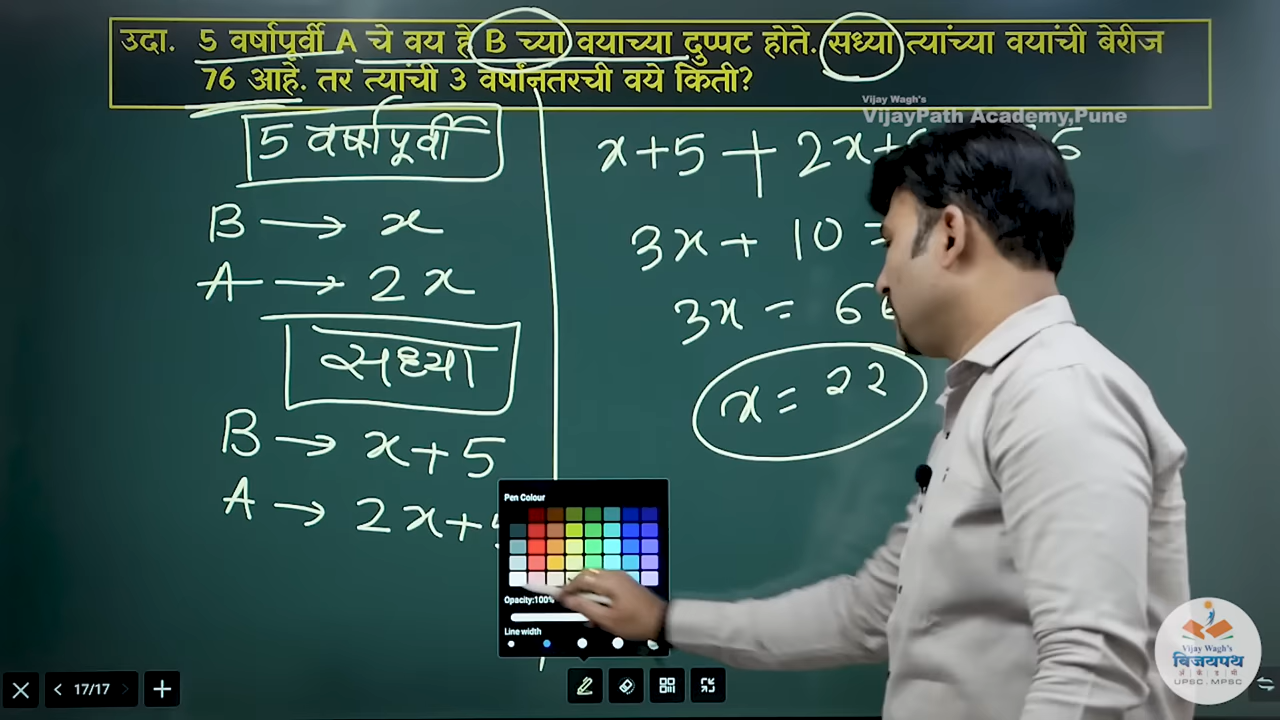 उदा. 5 वर्षापूर्वी A चे वय हे B च्या वयाच्या दुप्पट होते. सध्या त्यांच्या वयांची बेरीज
76 आहे. तर त्यांची 3 वर्षांनतरची वये किती?
Vijay Wagh's
VijayPath Academy,Pune
5 वर्षापूर्वी
B → x
A → 2x
सध्या
B → x+5
A → 2x+
x+5 + 2x+
3x + 10 =
3x = 66
x = 22
Pen Colour
Opacity:100%
Line width
17/17
Vijay Wagh's
विजयपथ
UPSC.MPSC